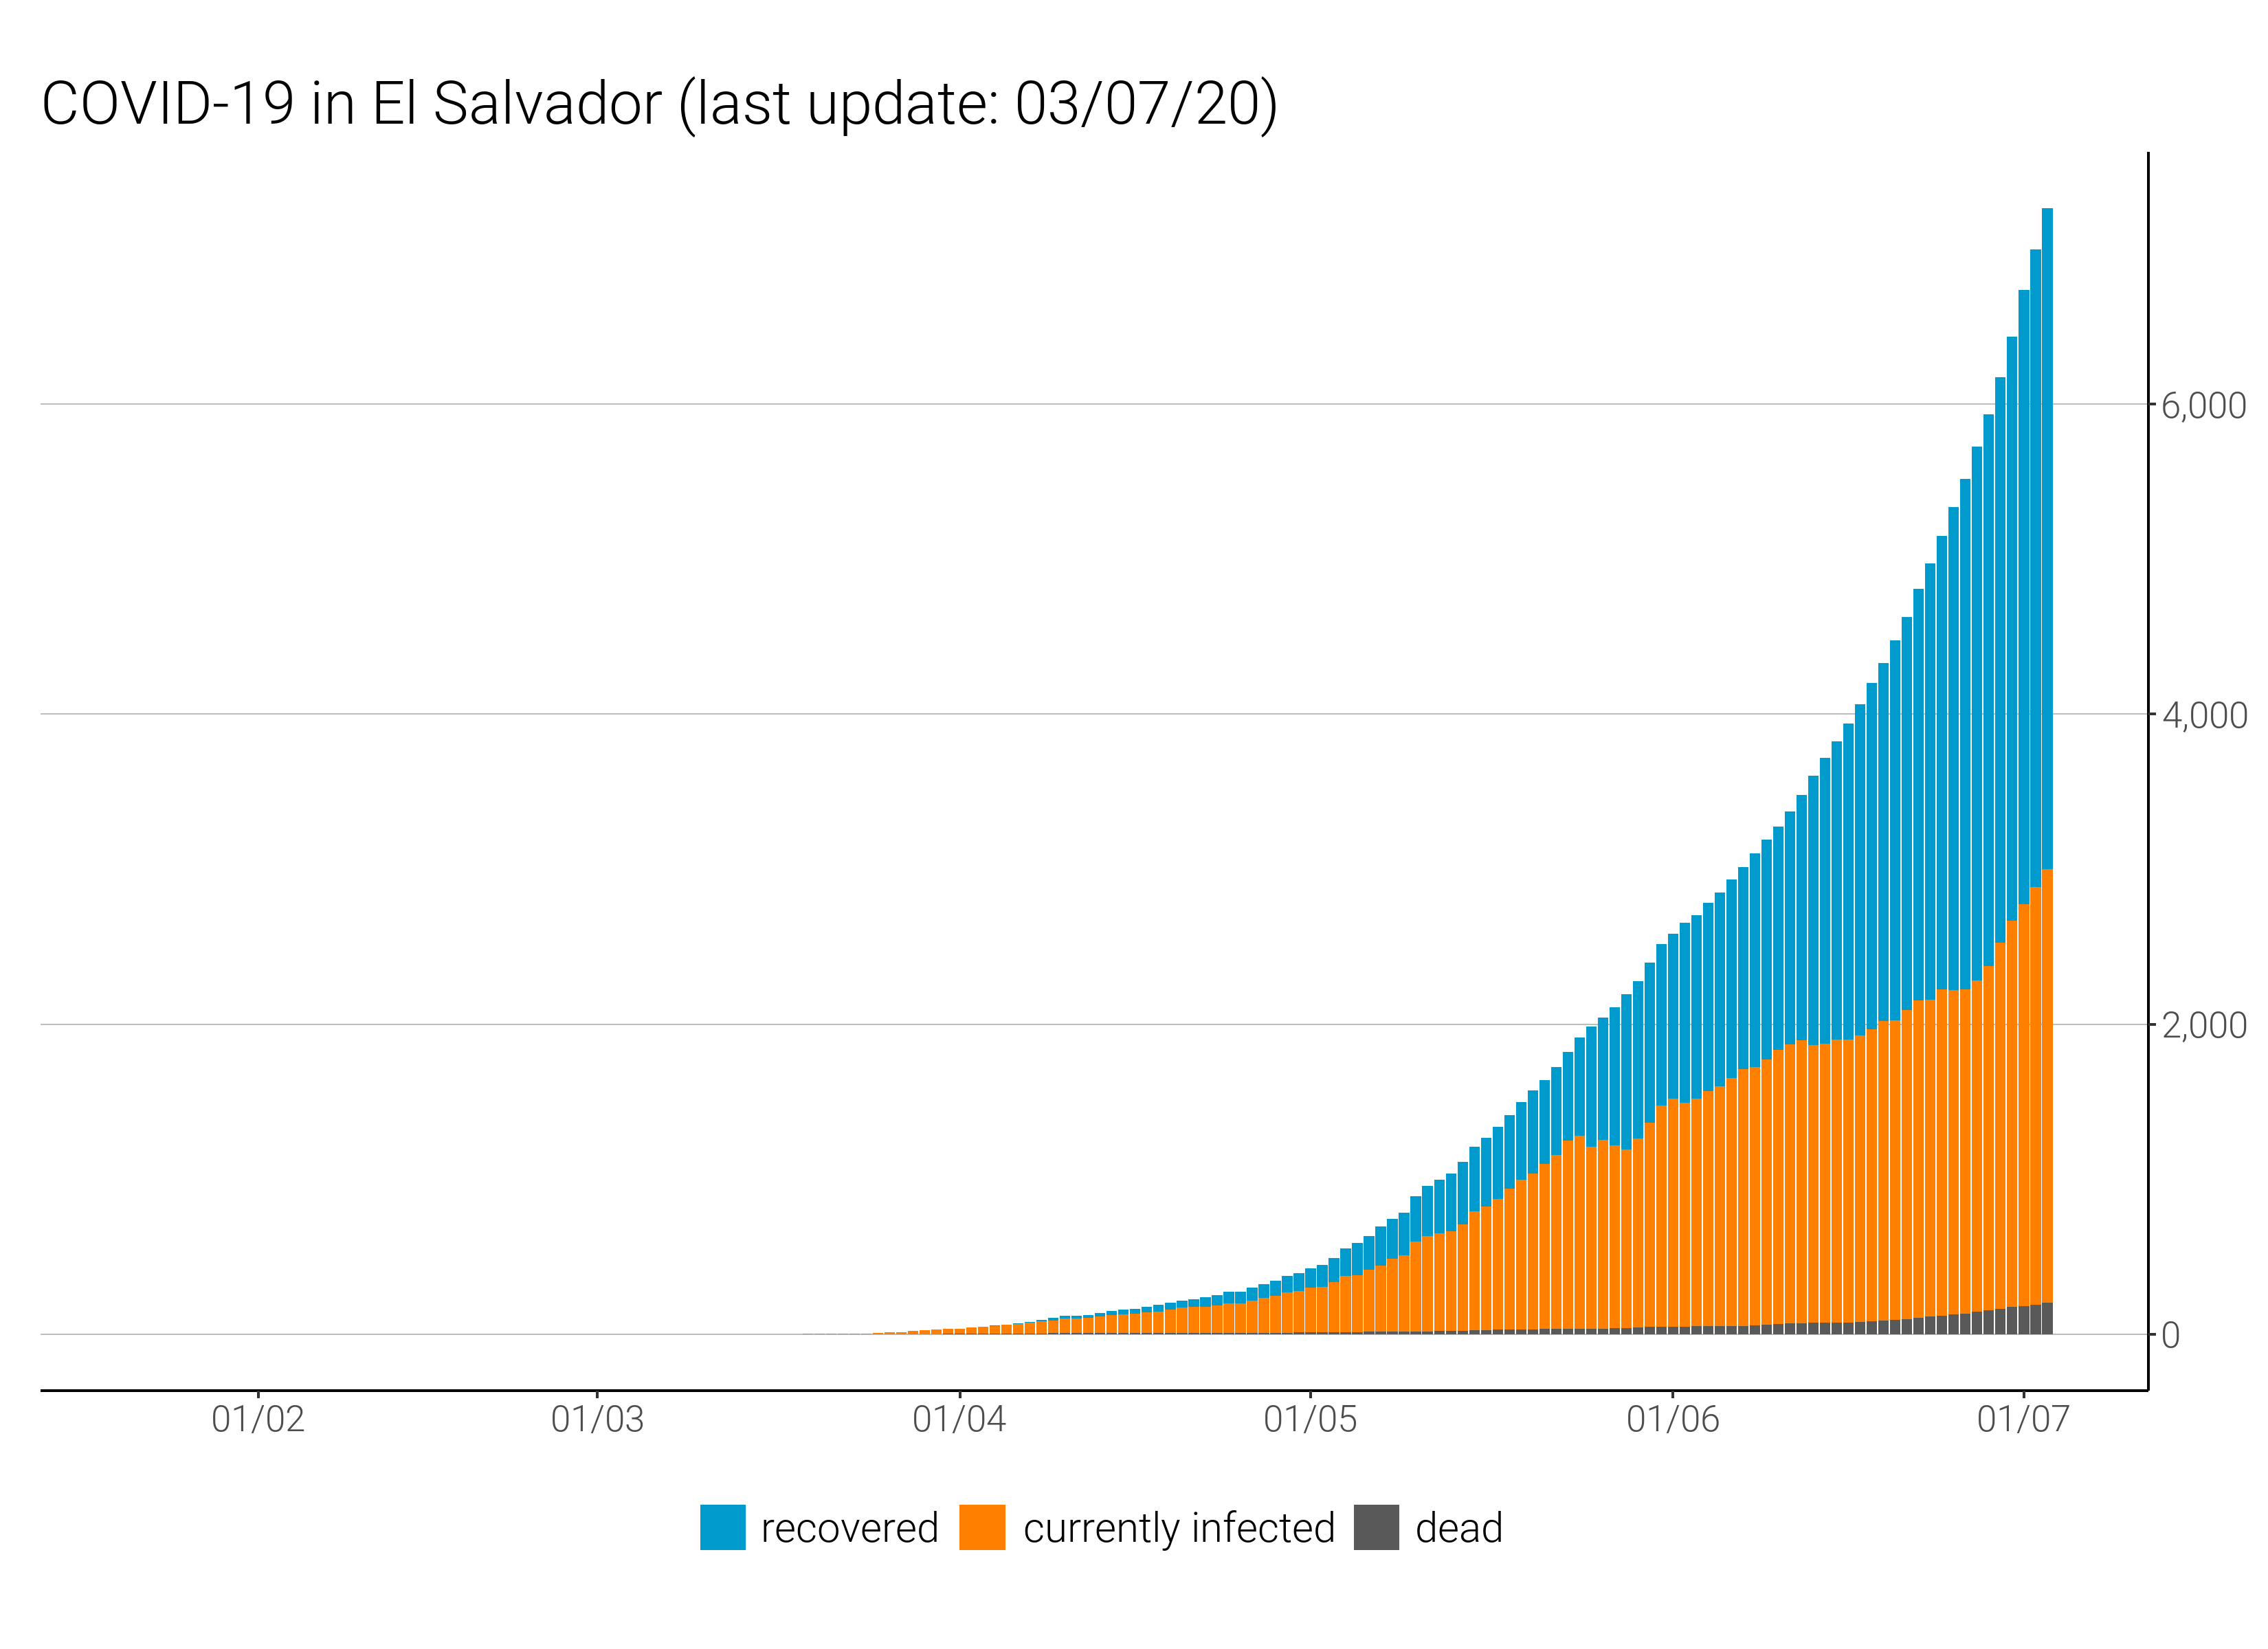 COVID-19 in El Salvador (last update: 03/07/20)
6,000
4,000
2,000
0
01/02 01/03 01/04 01/05 01/06 01/07
recovered currently infected dead